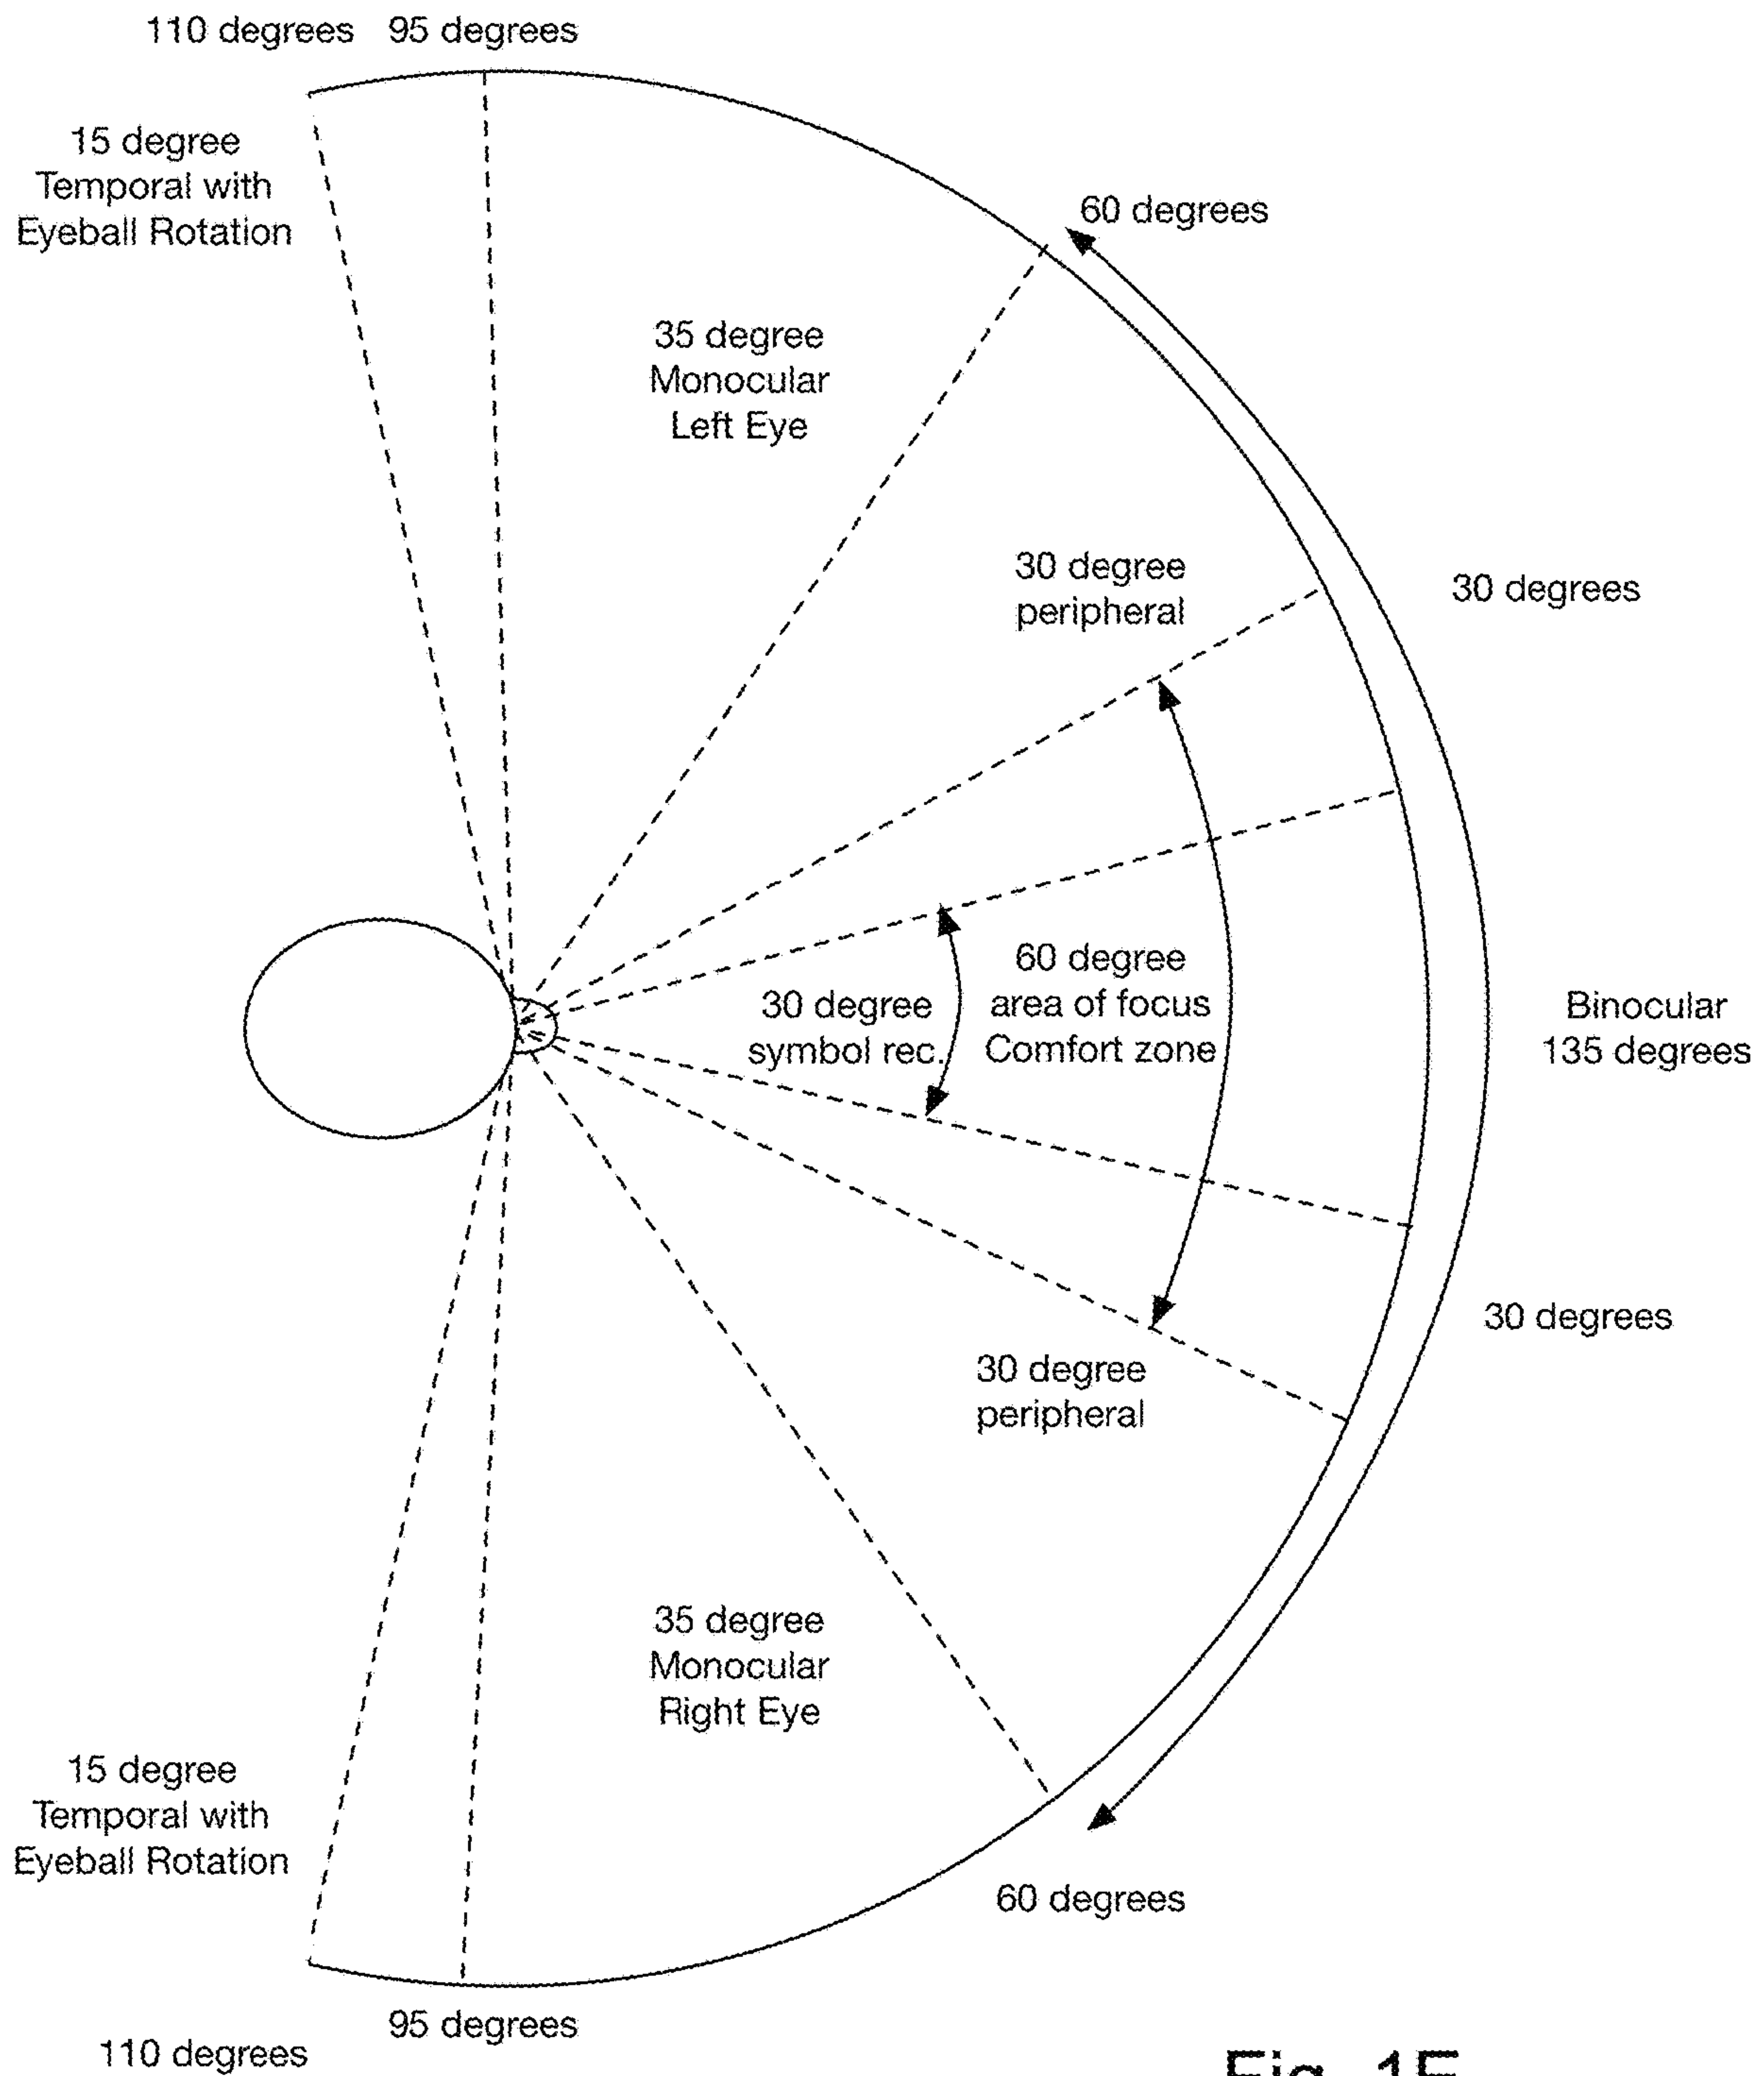 110 degrees 95 degrees
15 degree
Temporal with
Eyeball Rotation
60 degrees
35 degree
Monocular
Left Eye
30 degree
peripheral
30 degrees
30 degree
symbol rec.
60 degree
area of focus
Comfort zone
Binocular
135 degrees
30 degrees
30 degree
peripheral
35 degree
Monocular
Right Eye
15 degree
Temporal with
Eyeball Rotation
60 degrees
95 degrees
110 degrees
Fig.